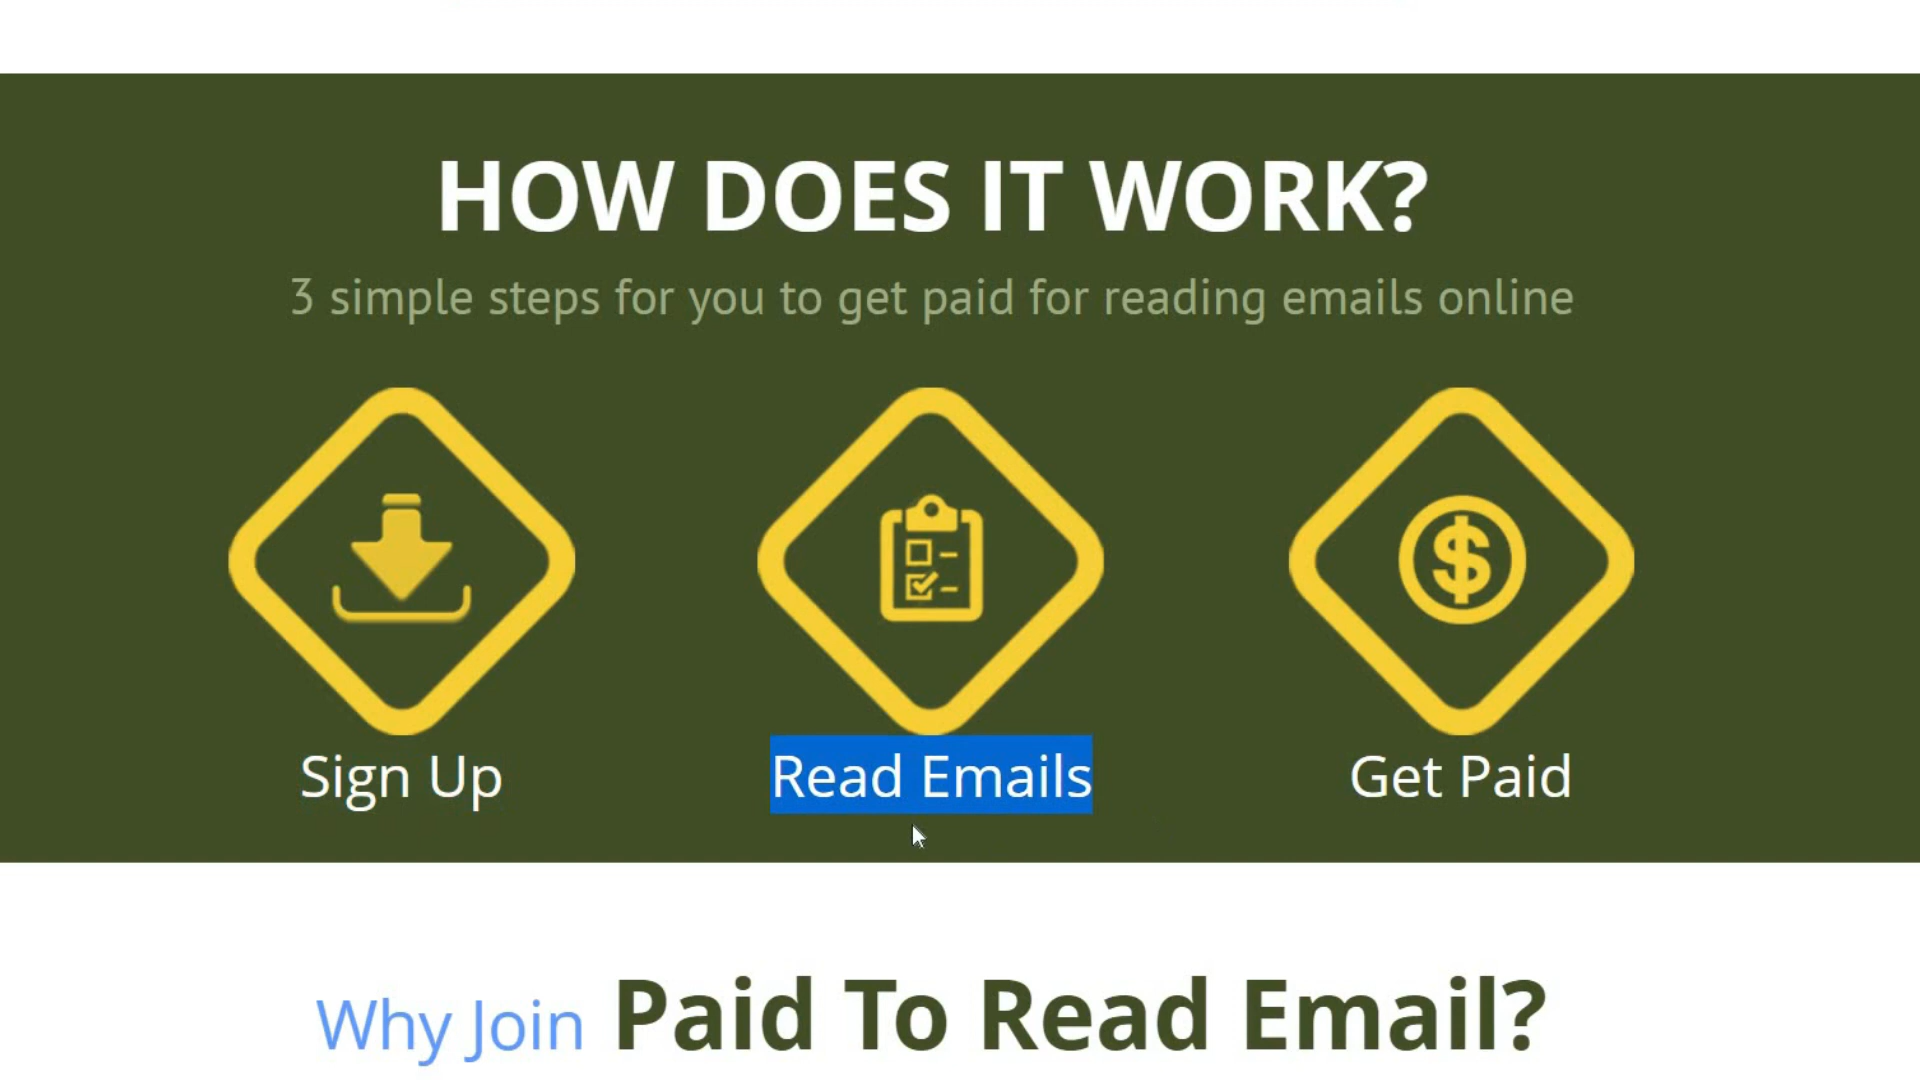 HOW DOES IT WORK?
3 simple steps for you to get paid for reading emails online
Sign Up
Read Emails
Get Paid
Why Join Paid To Read Email?